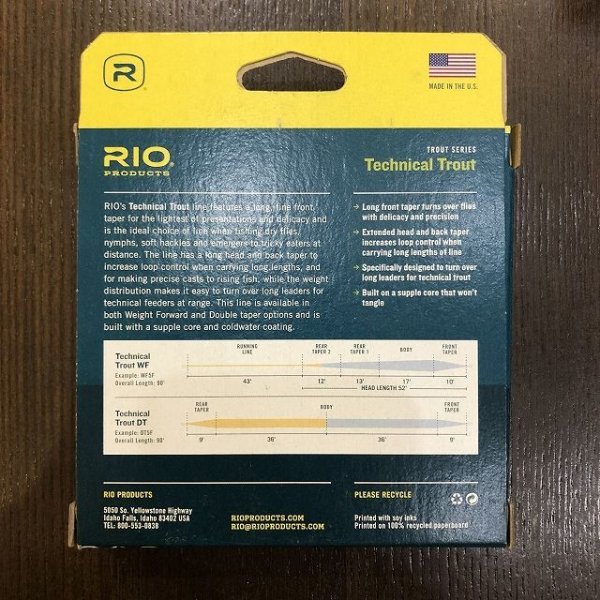 R
MADE IN THE U.S.
RIO
PRODUCTS
TROUT SERIES
Technical Trout
RIO's Technical Trout line features a long, fine front
taper for the lightest of presentations and delicacy and
is the ideal choice of line when fishing dry flies,
nymphs, soft hackles and emergers to tricky eaters at
distance. The line has a long head and back taper to
increase loop control when carrying long lengths, and
for making precise casts to rising fish, while the weight
distribution makes it easy to turn over long leaders for
technical feeders at range. This line is available in
both Weight Forward and Double taper options and is
built with a supple core and coldwater coating.
→ Long front taper turns over flies
with delicacy and precision
→ Extended head and back taper
increases loop control when
carrying long lengths of line
→ Specifically designed to turn over
long leaders for technical trout
→ Built on a supple core that won't
tangle
Technical
Trout WF
Example: WF5F
Overall Length: 90'
RUNNING
LINE
REAR
TAPER 2
REAR
TAPER 1
BODY
FRONT
TAPER
43' 12' 13' 17' 10'
HEAD LENGTH 52'
Technical
Trout DT
Example: DT5F
Overall Length: 90'
REAR
TAPER
BODY
FRONT
TAPER
9' 36' 36' 9'
RIO PRODUCTS
5050 So. Yellowstone Highway
Idaho Falls, Idaho 83402 USA
TEL: 800-553-0838
RIOPRODUCTS.COM
RIO@RIOPRODUCTS.COM
PLEASE RECYCLE
Printed with soy inks
Printed on 100% recycled paperboard